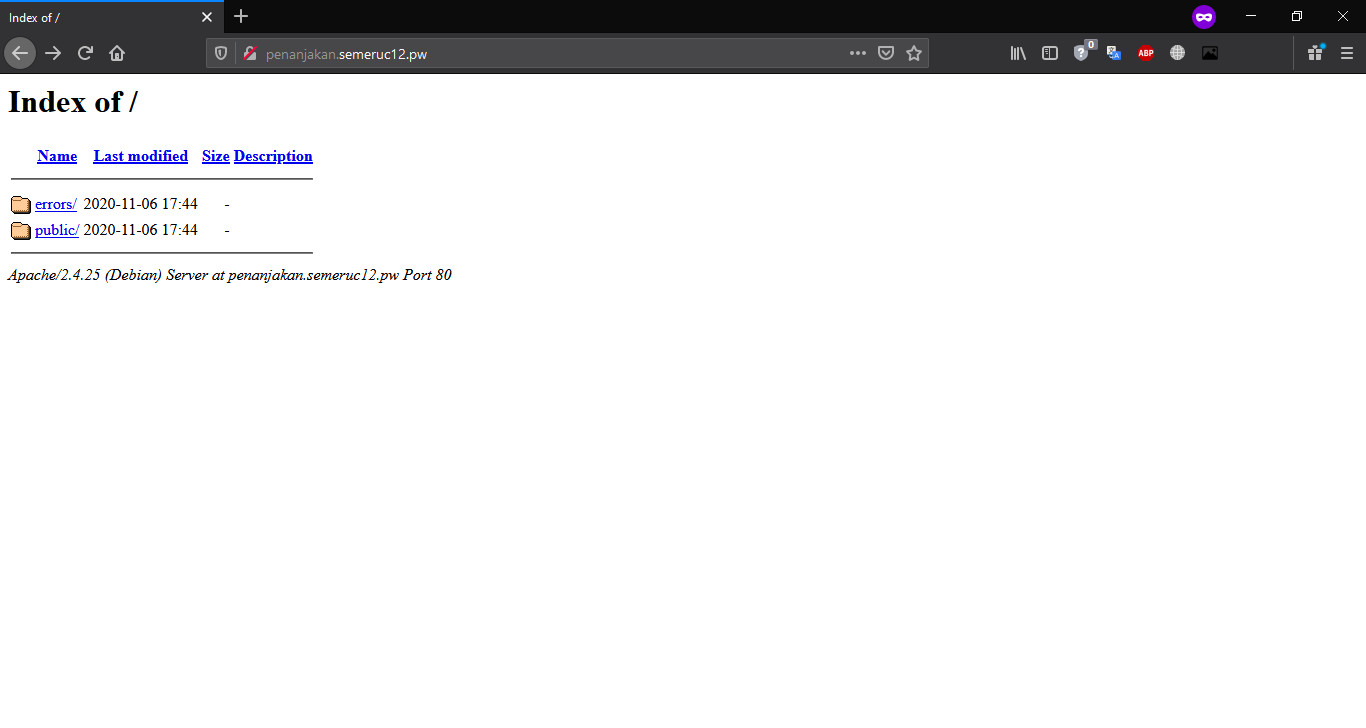 Index of /
penanjakan.semeruc12.pw
0
ABP
Index of /
Name Last modified Size Description
errors/ 2020-11-06 17:44 -
public/ 2020-11-06 17:44 -
Apache/2.4.25 (Debian) Server at penanjakan.semeruc12.pw Port 80